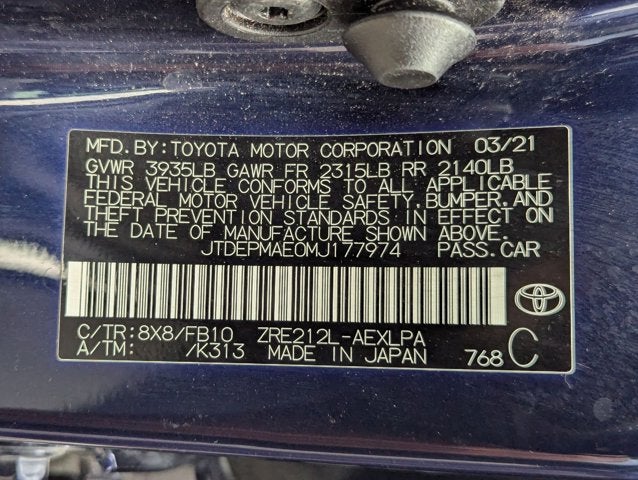 MFD. BY: TOYOTA MOTOR CORPORATION 03/21
GVWR 3935LB GAWR FR 2315LB RR 2140LB
THIS VEHICLE CONFORMS TO ALL APPLICABLE
FEDERAL MOTOR VEHICLE SAFETY, BUMPER, AND
THEFT PREVENTION STANDARDS IN EFFECT ON
THE DATE OF MANUFACTURE SHOWN ABOVE.
JTDEPMAE0MJ177974 PASS. CAR
C/TR: 8X8/FB10 ZRE212L-AEXLPA
A/TM: /K313 MADE IN JAPAN 768 C